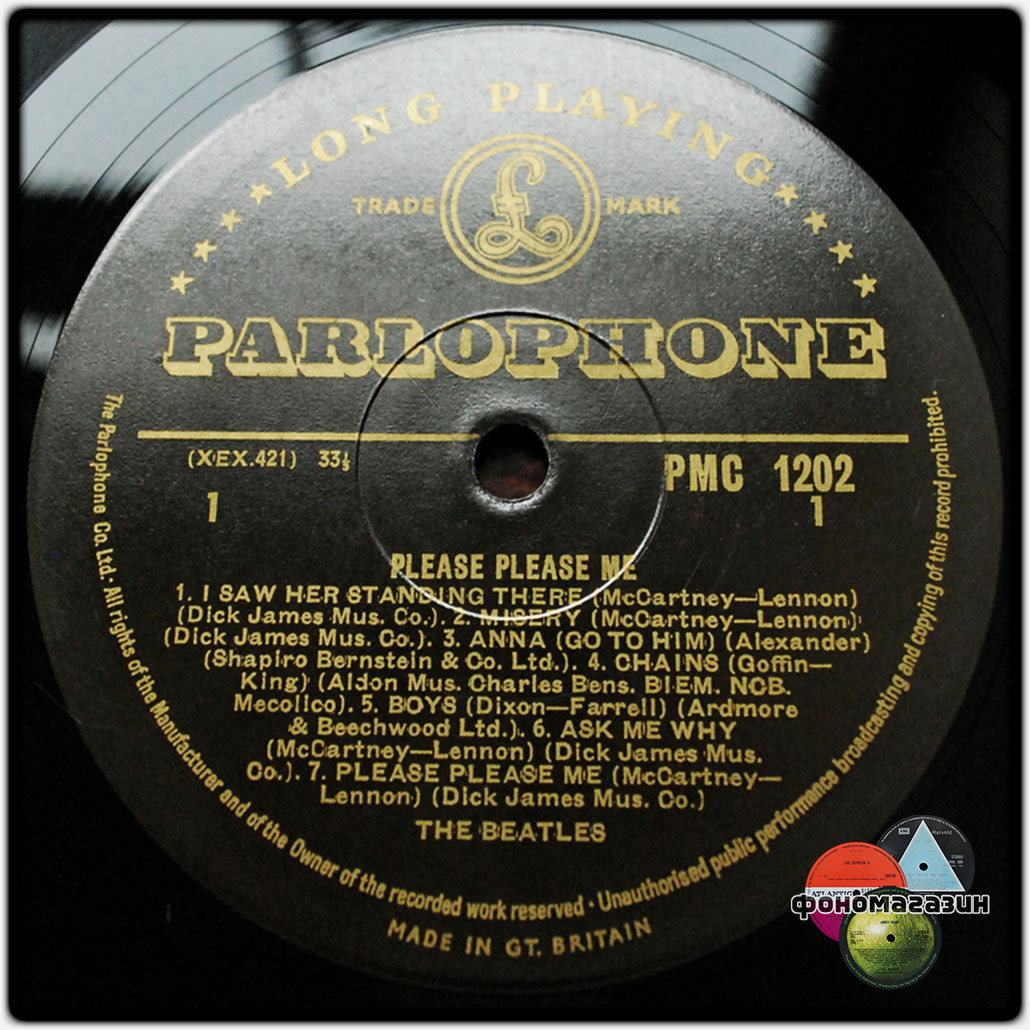 LONG PLAYING
TRADE £ MARK
PARLOPHONE
(XEX.421) 33⅓
PMC 1202
1
1
PLEASE PLEASE ME
1. I SAW HER STANDING THERE (McCartney—Lennon)
(Dick James Mus. Co.). 2. MISERY (McCartney—Lennon)
(Dick James Mus. Co.). 3. ANNA (GO TO HIM) (Alexander)
(Shapiro Bernstein & Co. Ltd.). 4. CHAINS (Goffin—
King) (Aldon Mus. Charles Bens. BIEM. NCB.
Mecolico). 5. BOYS (Dixon—Farrell) (Ardmore
& Beechwood Ltd.). 6. ASK ME WHY
(McCartney—Lennon) (Dick James Mus.
Co.). 7. PLEASE PLEASE ME (McCartney—
Lennon) (Dick James Mus. Co.)
THE BEATLES
The Parlophone Co. Ltd. · All rights of the Manufacturer and of the Owner of the recorded work reserved · Unauthorised public performance broadcasting and copying of this record prohibited.
MADE IN GT. BRITAIN
Harvest
ATLANTIC
фономагазин